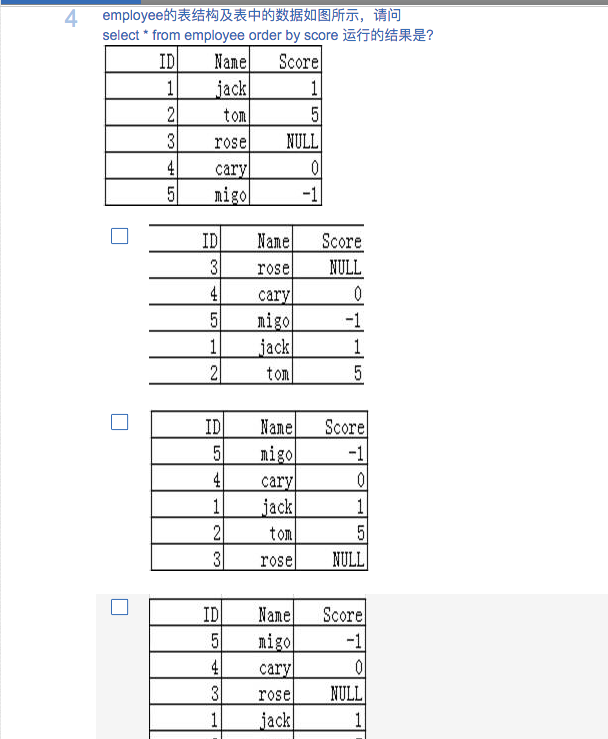 4
employee的表结构及表中的数据如图所示，请问
select * from employee order by score 运行的结果是?
ID Name Score
1 jack 1
2 tom 5
3 rose NULL
4 cary 0
5 migo -1
ID Name Score
3 rose NULL
4 cary 0
5 migo -1
1 jack 1
2 tom 5
ID Name Score
5 migo -1
4 cary 0
1 jack 1
2 tom 5
3 rose NULL
ID Name Score
5 migo -1
4 cary 0
3 rose NULL
1 jack 1